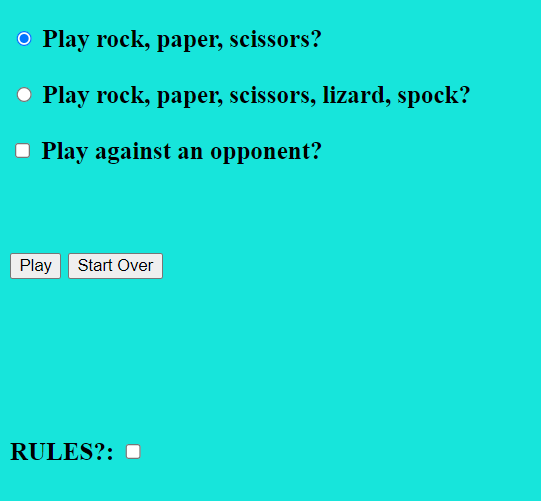 Play rock, paper, scissors?
Play rock, paper, scissors, lizard, spock?
Play against an opponent?
Play Start Over
RULES?: